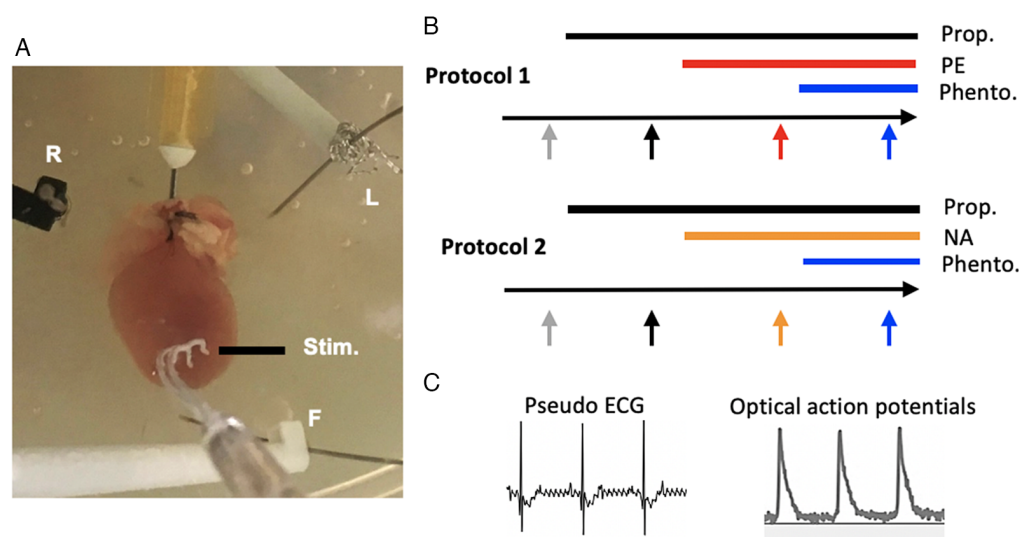 A
R
L
Stim.
F
B
Protocol 1
Prop.
PE
Phento.
Protocol 2
Prop.
NA
Phento.
C
Pseudo ECG
Optical action potentials